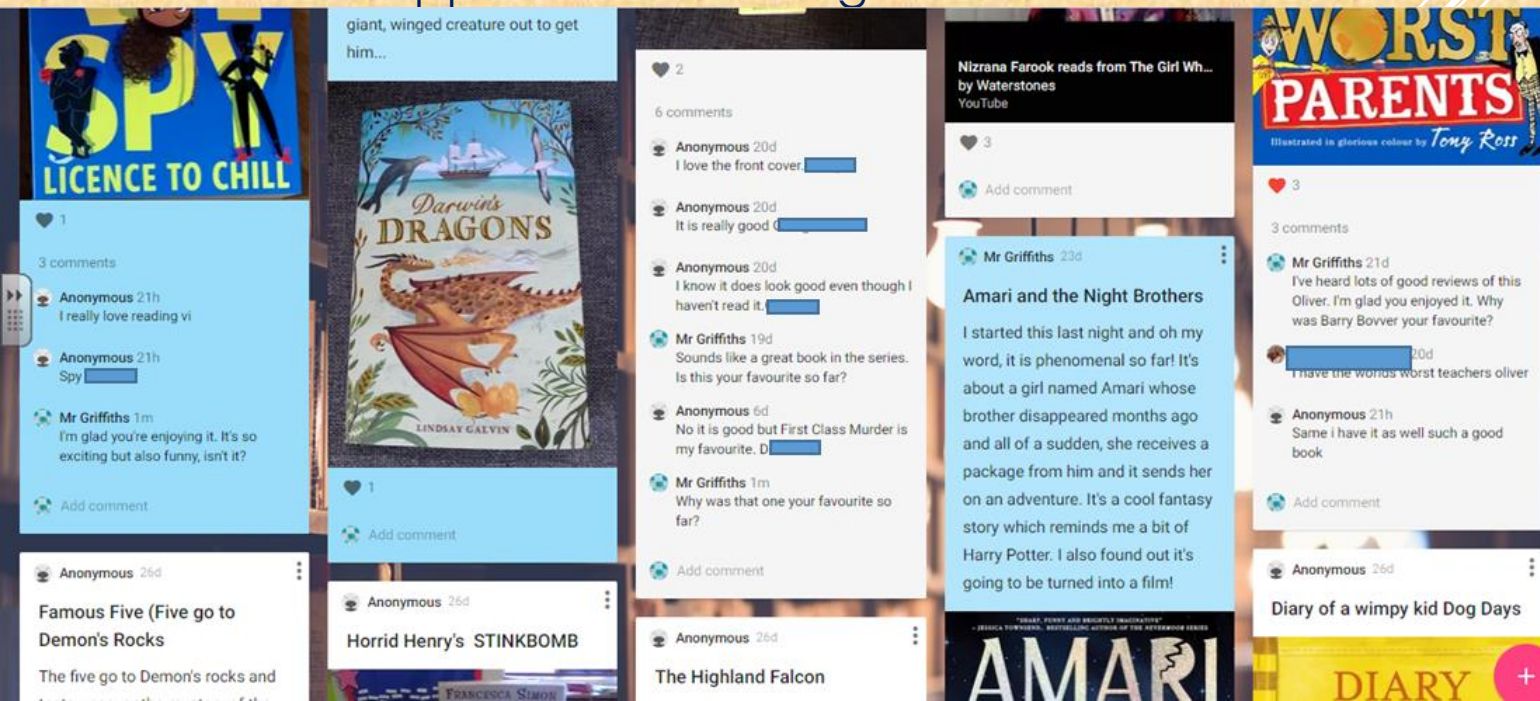 SPY
LICENCE TO CHILL
1
3 comments
Anonymous 21h
I really love reading vi
Anonymous 21h
Spy
Mr Griffiths 1m
I'm glad you're enjoying it. It's so
exciting but also funny, isn't it?
Add comment
Anonymous 26d
Famous Five (Five go to
Demon's Rocks
The five go to Demon's rocks and
giant, winged creature out to get
him...
Darwin's
DRAGONS
LINDSAY GALVIN
1
Add comment
Anonymous 26d
Horrid Henry's STINKBOMB
FRANCESCA SIMON
2
6 comments
Anonymous 20d
I love the front cover.
Anonymous 20d
It is really good
Anonymous 20d
I know it does look good even though I
haven't read it.
Mr Griffiths 19d
Sounds like a great book in the series.
Is this your favourite so far?
Anonymous 6d
No it is good but First Class Murder is
my favourite. D
Mr Griffiths 1m
Why was that one your favourite so
far?
Add comment
Anonymous 26d
The Highland Falcon
Nizrana Farook reads from The Girl Wh...
by Waterstones
YouTube
3
Add comment
Mr Griffiths 23d
Amari and the Night Brothers
I started this last night and oh my
word, it is phenomenal so far! It's
about a girl named Amari whose
brother disappeared months ago
and all of a sudden, she receives a
package from him and it sends her
on an adventure. It's a cool fantasy
story which reminds me a bit of
Harry Potter. I also found out it's
going to be turned into a film!
"SMART, FUNNY AND BRIGHTLY IMAGINATIVE"
– JESSICA TOWNSEND, BESTSELLING AUTHOR OF THE NEVERMOOR SERIES
AMARI
WORST
PARENTS
Illustrated in glorious colour by Tony Ross
3
3 comments
Mr Griffiths 21d
I've heard lots of good reviews of this
Oliver. I'm glad you enjoyed it. Why
was Barry Bovver your favourite?
20d
I have the worlds worst teachers oliver
Anonymous 21h
Same i have it as well such a good
book
Add comment
Anonymous 26d
Diary of a wimpy kid Dog Days
DIARY
+